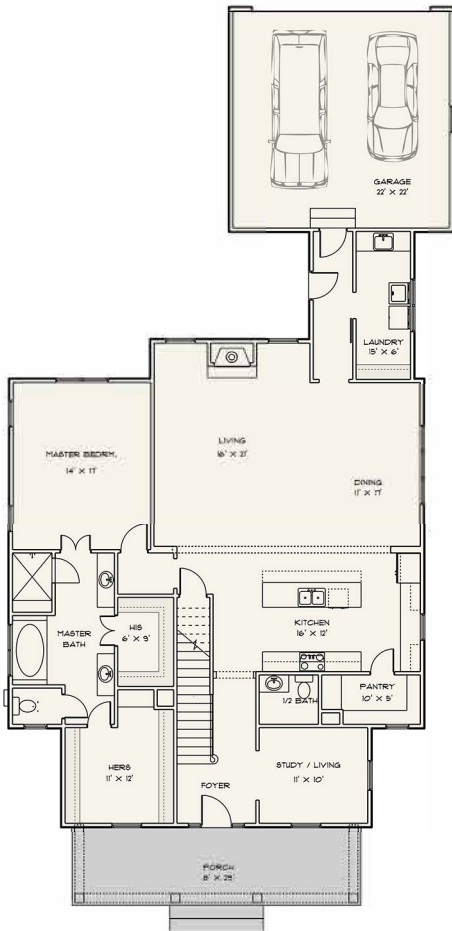 GARAGE
22' X 22'
LAUNDRY
15' X 6'
LIVING
16' X 21'
MASTER BEDRM.
14' X 17'
DINING
11' X 17'
KITCHEN
16' X 12'
HIS
6' X 9'
MASTER
BATH
PANTRY
10' X 5'
1/2 BATH
HERS
11' X 12'
STUDY / LIVING
11' X 10'
FOYER
PORCH